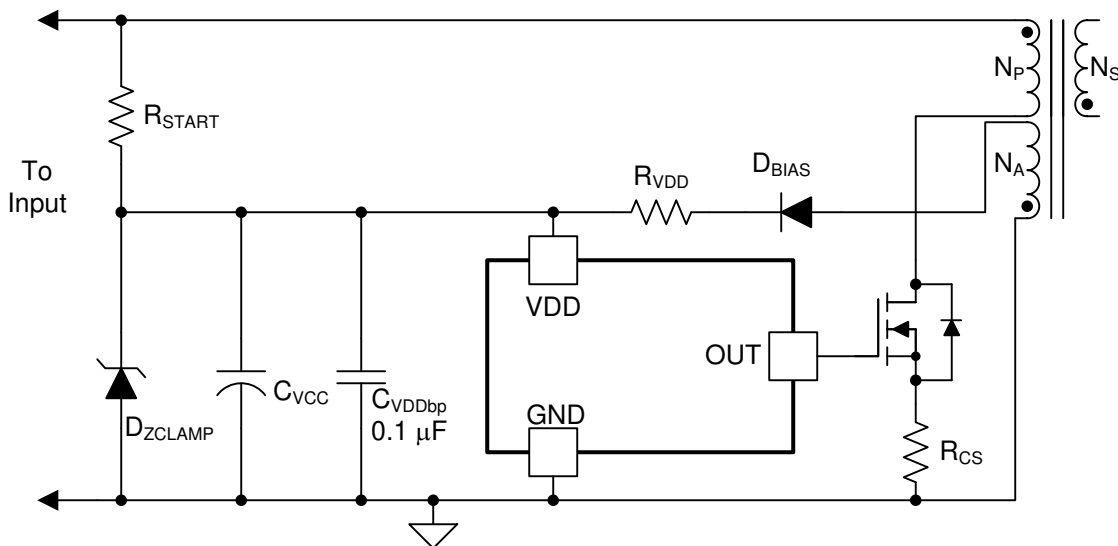 N_P
N_S
R_START
To
Input
R_VDD
D_BIAS
N_A
VDD
OUT
GND
D_ZCLAMP
C_VCC
C_VDDbp
0.1 μF
R_CS